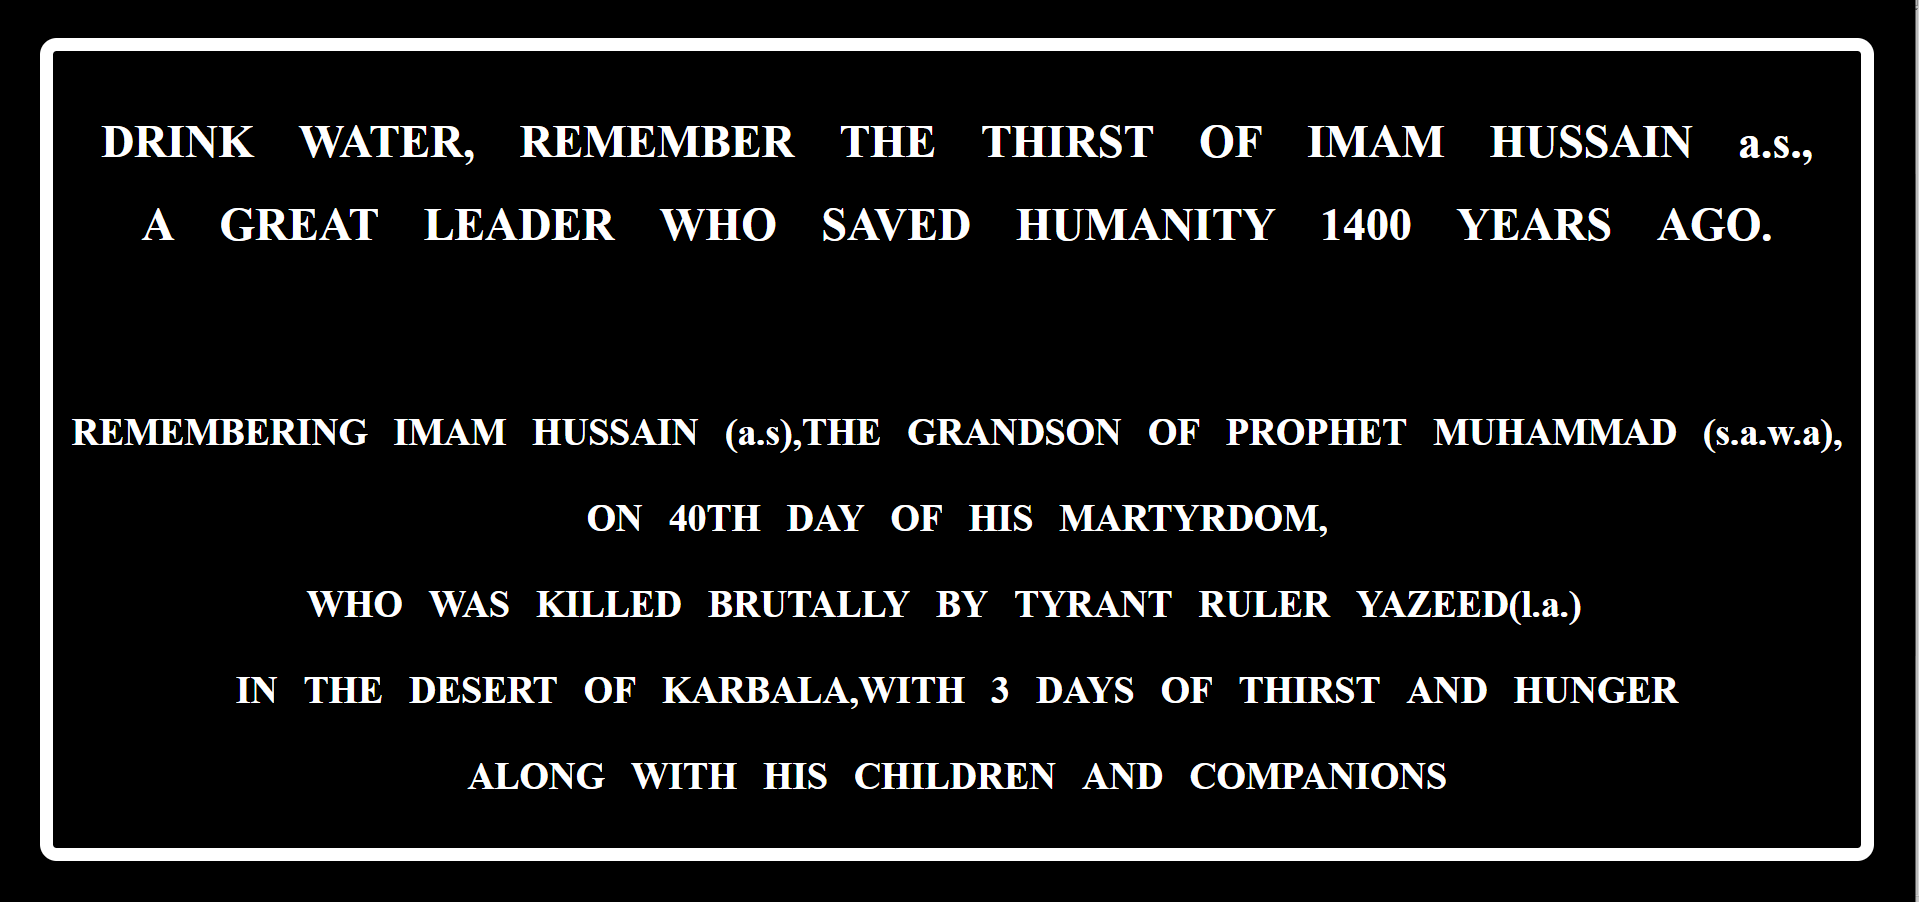 DRINK WATER, REMEMBER THE THIRST OF IMAM HUSSAIN a.s.,
A GREAT LEADER WHO SAVED HUMANITY 1400 YEARS AGO.
REMEMBERING IMAM HUSSAIN (a.s),THE GRANDSON OF PROPHET MUHAMMAD (s.a.w.a),
ON 40TH DAY OF HIS MARTYRDOM,
WHO WAS KILLED BRUTALLY BY TYRANT RULER YAZEED(l.a.)
IN THE DESERT OF KARBALA,WITH 3 DAYS OF THIRST AND HUNGER
ALONG WITH HIS CHILDREN AND COMPANIONS